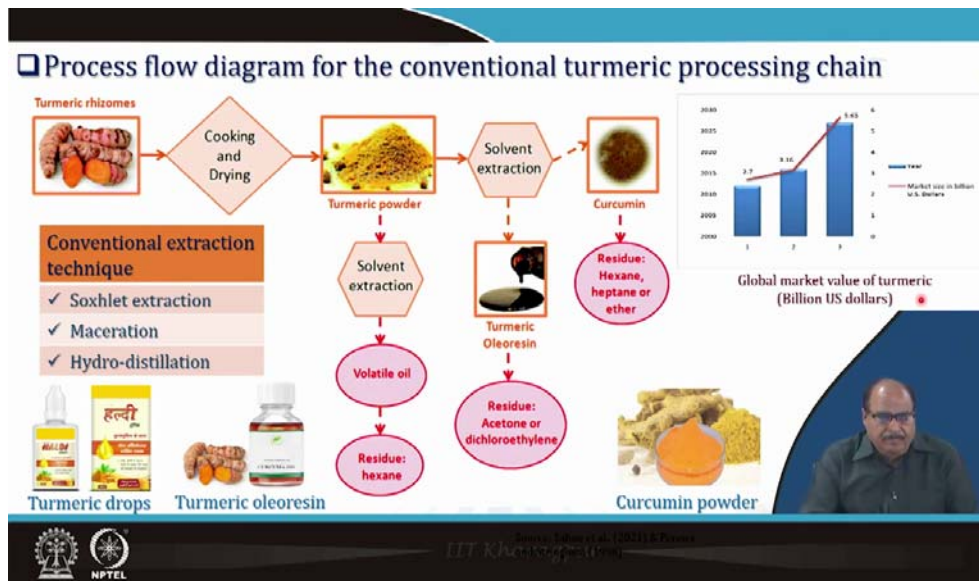 Process flow diagram for the conventional turmeric processing chain
Turmeric rhizomes
Cooking
and
Drying
Turmeric powder
Solvent
extraction
Curcumin
Solvent
extraction
Volatile oil
Residue:
hexane
Turmeric
Oleoresin
Residue:
Acetone or
dichloroethylene
Residue:
Hexane,
heptane or
ether
Conventional extraction
technique
✓ Soxhlet extraction
✓ Maceration
✓ Hydro-distillation
2030
2025
2020
2015
2010
2005
2000
6
5
4
3
2
1
0
2.7
3.16
5.65
1 2 3
Year
Market size in billion
U.S. Dollars
Global market value of turmeric
(Billion US dollars)
HALDI
हल्दी
Turmeric drops
Turmeric oleoresin
Curcumin powder
NPTEL